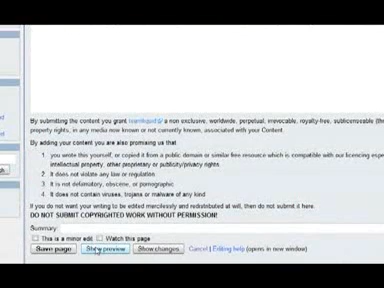 By submitting the content you grant a non exclusive, worldwide, perpetual, irrevocable, royalty-free, sublicenseable
property rights, in any media now known or not currently known, associated with your Content.
By adding your content you are also promising us that
1. you wrote this yourself, or copied it from a public domain or similar free resource which is compatible with our licencing
intellectual property, other proprietary or publicity/privacy rights.
2. It does not violate any law or regulation
3. It is not defamatory, obscene, or pornographic
4. It does not contain viruses, trojans or malware of any kind
If you do not want your writing to be edited mercilessly and redistributed at will, then do not submit it here.
DO NOT SUBMIT COPYRIGHTED WORK WITHOUT PERMISSION!
Summary:
This is a minor edit Watch this page
Save page Show preview Show changes Cancel | Editing help (opens in new window)